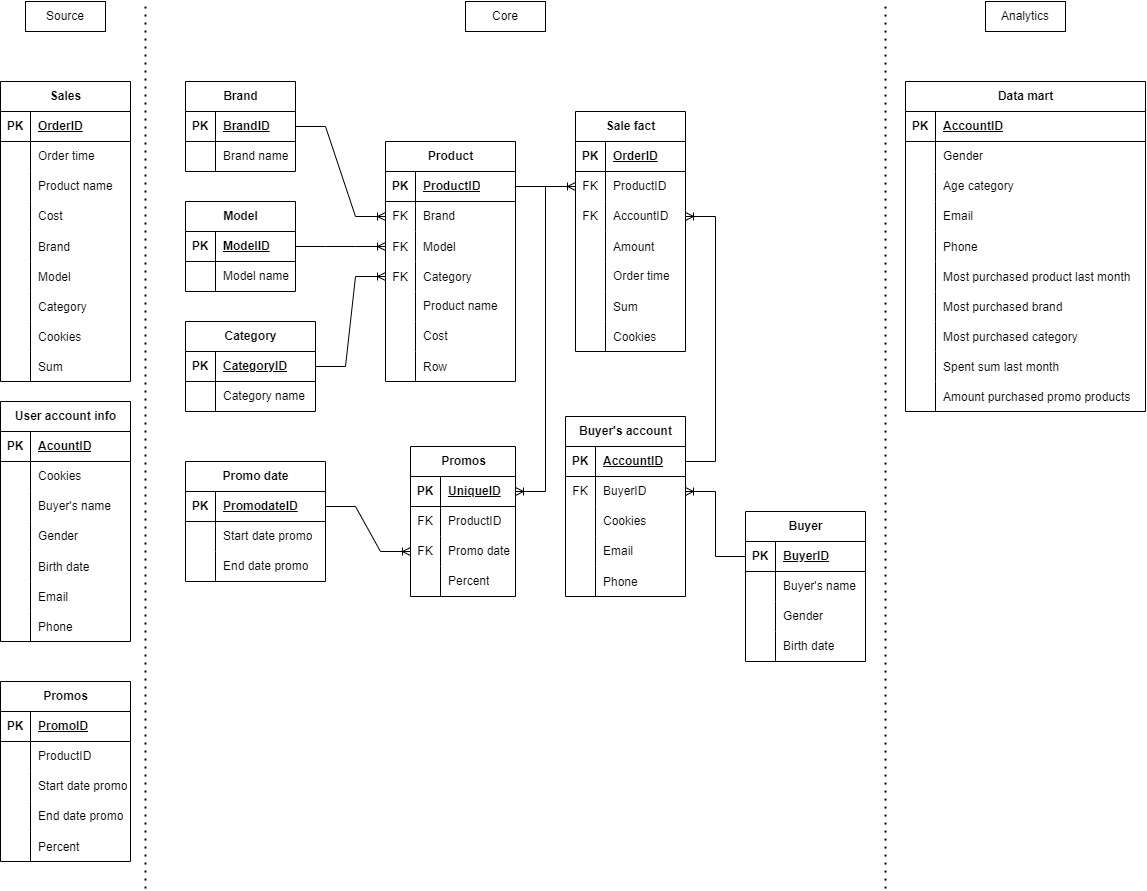 Source
Core
Analytics
Sales
PK OrderID
Order time
Product name
Cost
Brand
Model
Category
Cookies
Sum
User account info
PK AcountID
Cookies
Buyer's name
Gender
Birth date
Email
Phone
Promos
PK PromoID
ProductID
Start date promo
End date promo
Percent
Brand
PK BrandID
Brand name
Model
PK ModelID
Model name
Category
PK CategoryID
Category name
Promo date
PK PromodateID
Start date promo
End date promo
Product
PK ProductID
FK Brand
FK Model
FK Category
Product name
Cost
Row
Promos
PK UniqueID
FK ProductID
FK Promo date
Percent
Sale fact
PK OrderID
FK ProductID
FK AccountID
Amount
Order time
Sum
Cookies
Buyer's account
PK AccountID
FK BuyerID
Cookies
Email
Phone
Buyer
PK BuyerID
Buyer's name
Gender
Birth date
Data mart
PK AccountID
Gender
Age category
Email
Phone
Most purchased product last month
Most purchased brand
Most purchased category
Spent sum last month
Amount purchased promo products